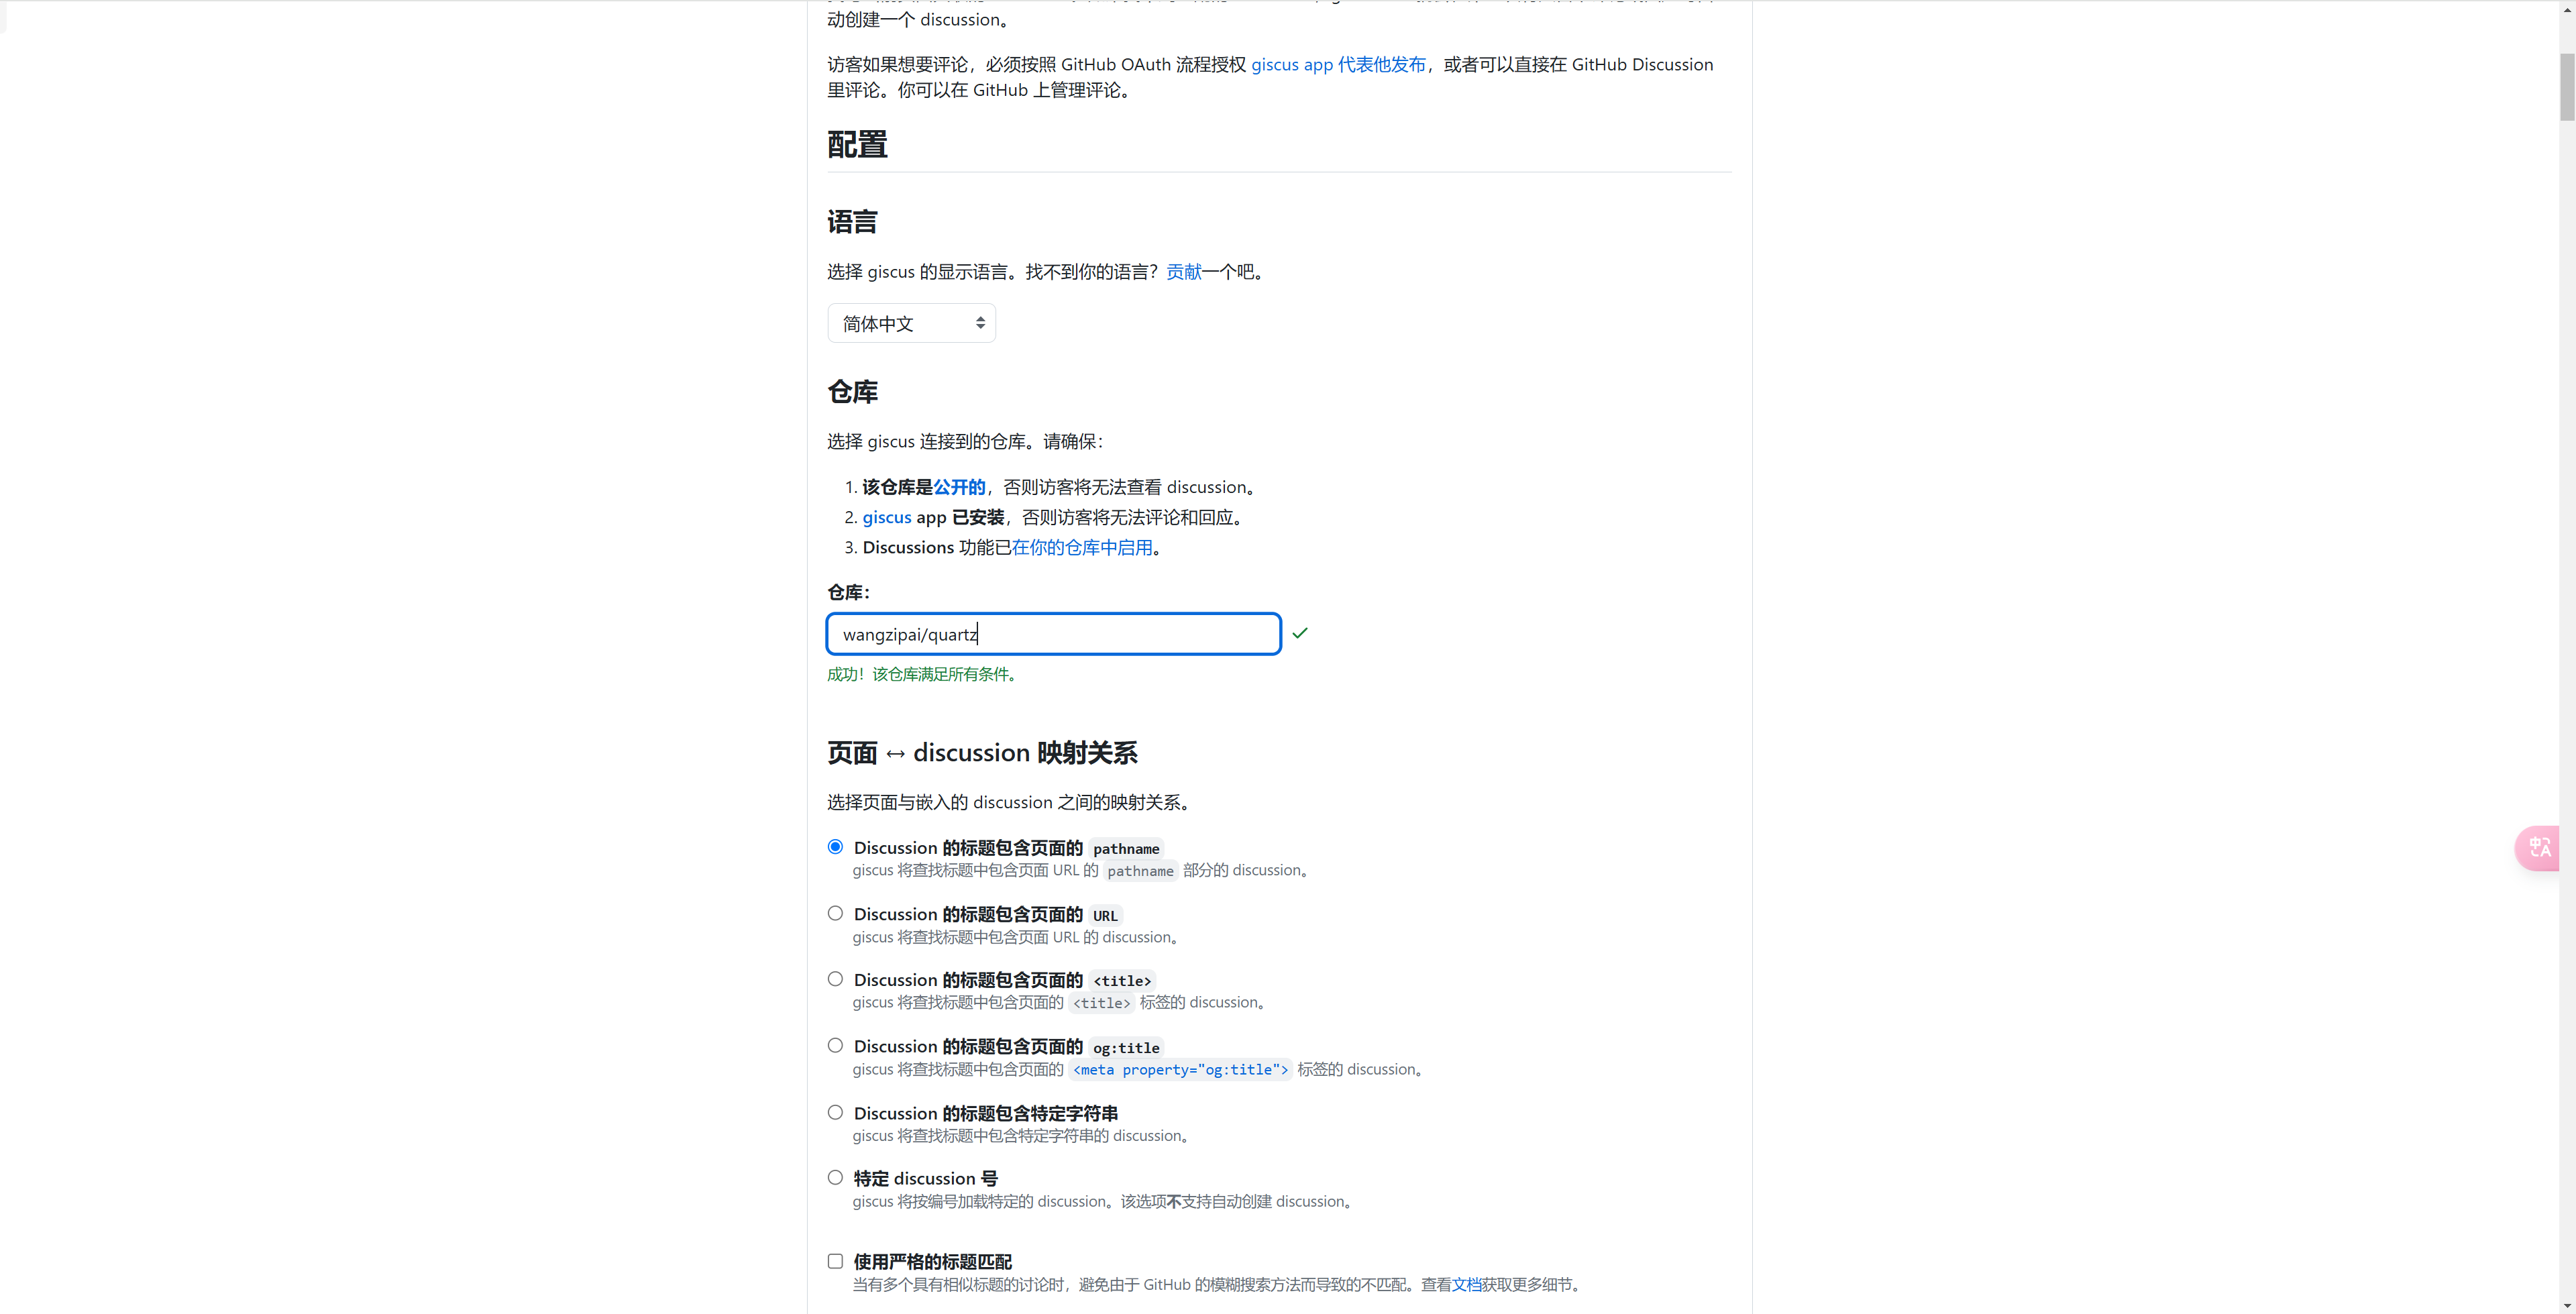 动创建一个 discussion。
访客如果想要评论，必须按照 GitHub OAuth 流程授权 giscus app 代表他发布，或者可以直接在 GitHub Discussion
里评论。你可以在 GitHub 上管理评论。
配置
语言
选择 giscus 的显示语言。找不到你的语言？贡献一个吧。
简体中文
仓库
选择 giscus 连接到的仓库。请确保：
1. 该仓库是公开的，否则访客将无法查看 discussion。
2. giscus app 已安装，否则访客将无法评论和回应。
3. Discussions 功能已在你的仓库中启用。
仓库：
wangzipai/quartz
成功！该仓库满足所有条件。
页面 ↔ discussion 映射关系
选择页面与嵌入的 discussion 之间的映射关系。
Discussion 的标题包含页面的 pathname
giscus 将查找标题中包含页面 URL 的 pathname 部分的 discussion。
Discussion 的标题包含页面的 URL
giscus 将查找标题中包含页面 URL 的 discussion。
Discussion 的标题包含页面的 <title>
giscus 将查找标题中包含页面的 <title> 标签的 discussion。
Discussion 的标题包含页面的 og:title
giscus 将查找标题中包含页面的 <meta property="og:title"> 标签的 discussion。
Discussion 的标题包含特定字符串
giscus 将查找标题中包含特定字符串的 discussion。
特定 discussion 号
giscus 将按编号加载特定的 discussion。该选项不支持自动创建 discussion。
使用严格的标题匹配
当有多个具有相似标题的讨论时，避免由于 GitHub 的模糊搜索方法而导致的不匹配。查看文档获取更多细节。